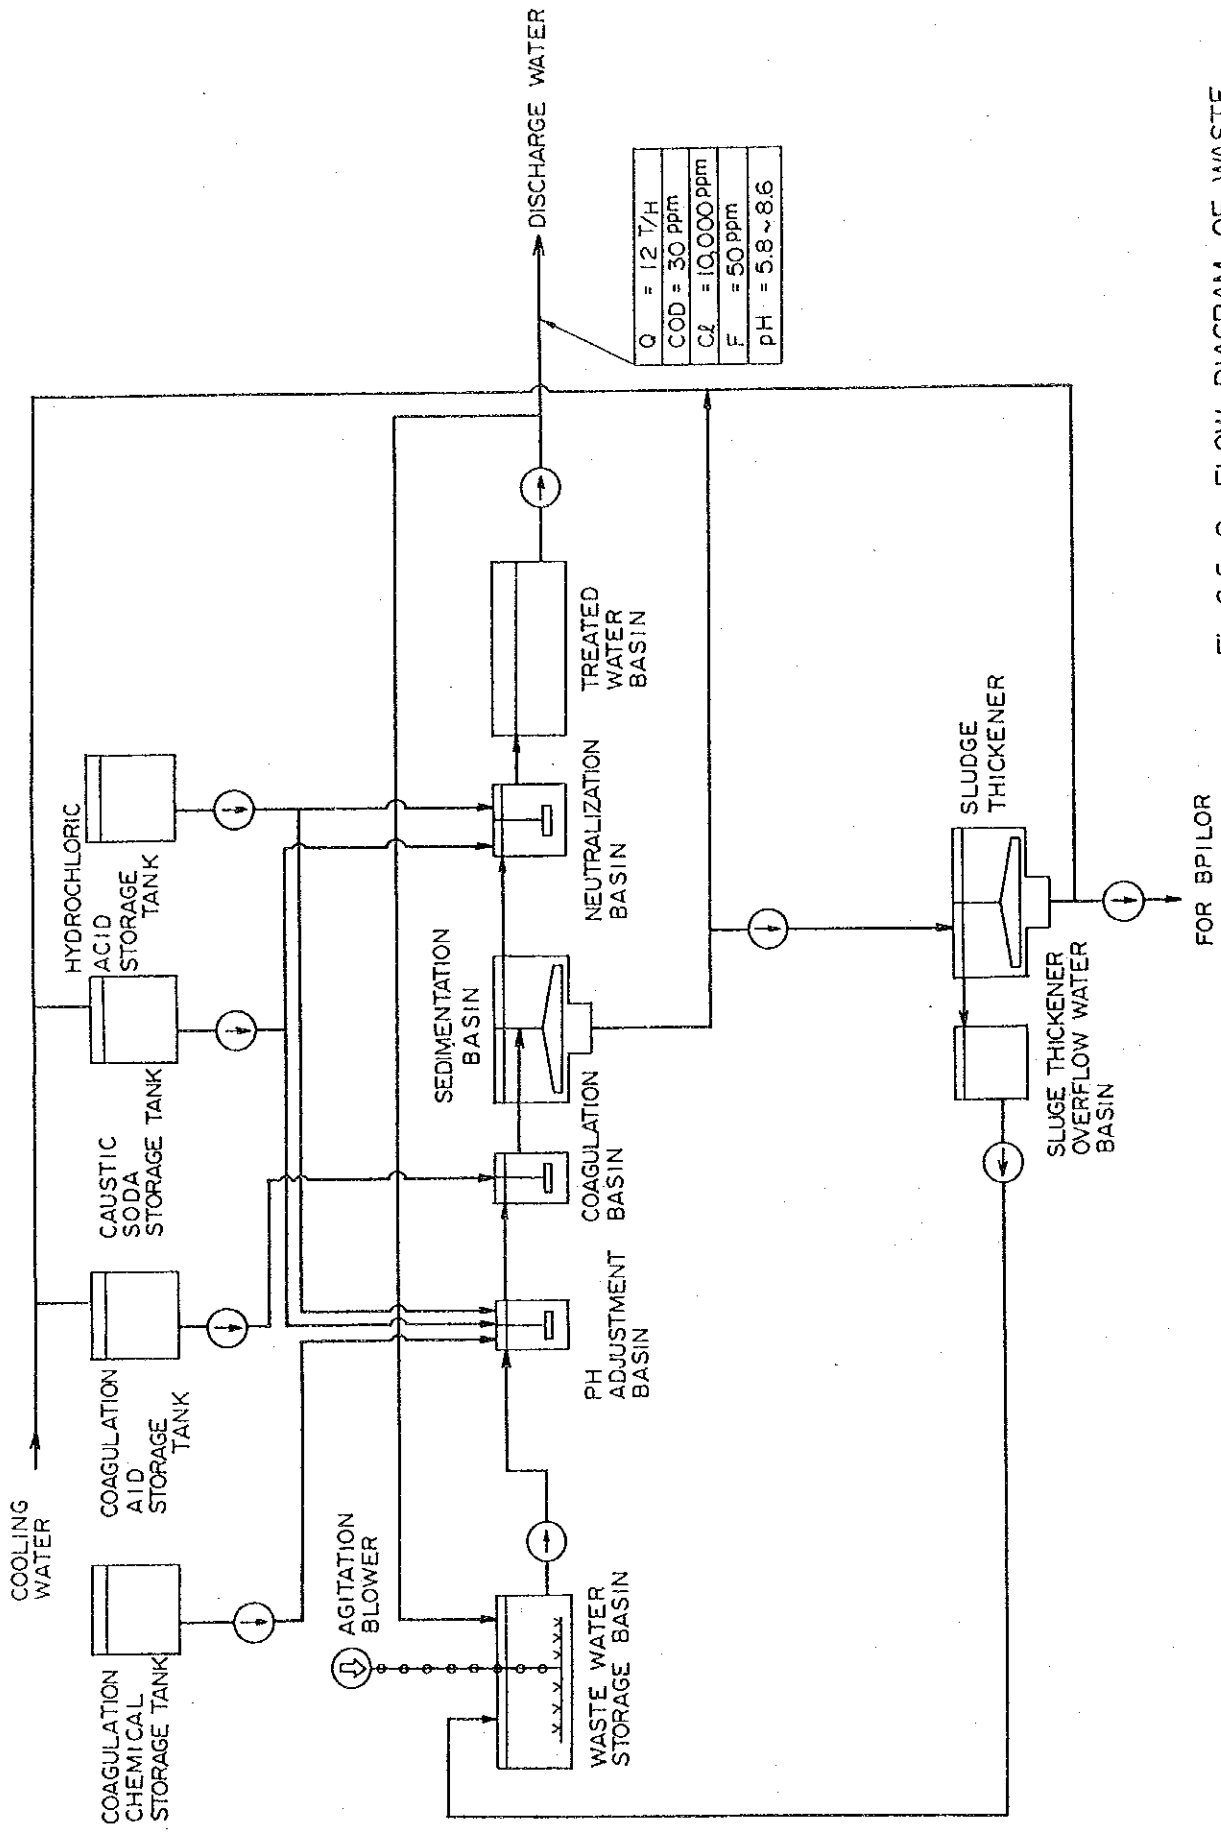 COOLING
WATER
COAGULATION
CHEMICAL
STORAGE TANK
COAGULATION
AID
STORAGE
TANK
CAUSTIC
SODA
STORAGE TANK
HYDROCHLORIC
ACID
STORAGE
TANK
AGITATION
BLOWER
WASTE WATER
STORAGE BASIN
PH
ADJUSTMENT
BASIN
COAGULATION
BASIN
SEDIMENTATION
BASIN
NEUTRALIZATION
BASIN
TREATED
WATER
BASIN
DISCHARGE WATER
Q = 12 T/H
COD = 30 ppm
Cl = 10,000 ppm
F = 50 ppm
pH = 5.8 ~ 8.6
SLUDGE
THICKENER
SLUGE THICKENER
OVERFLOW WATER
BASIN
FOR BPILOR
FLOW DIAGRAM OF WASTE